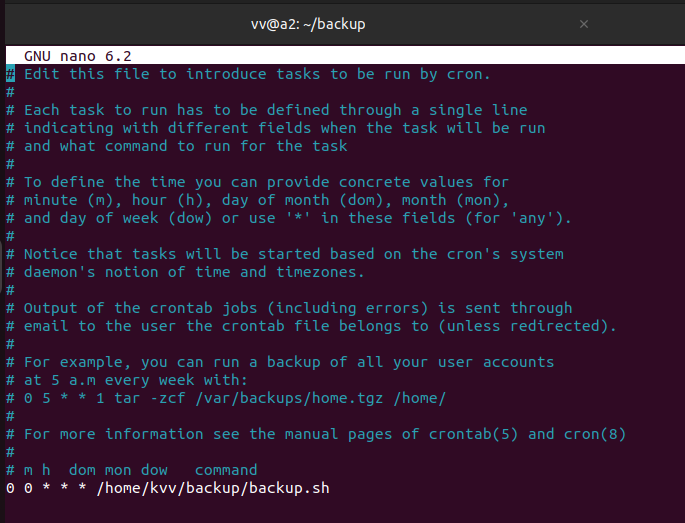 vv@a2: ~/backup
GNU nano 6.2
# Edit this file to introduce tasks to be run by cron.
#
# Each task to run has to be defined through a single line
# indicating with different fields when the task will be run
# and what command to run for the task
#
# To define the time you can provide concrete values for
# minute (m), hour (h), day of month (dom), month (mon),
# and day of week (dow) or use '*' in these fields (for 'any').
#
# Notice that tasks will be started based on the cron's system
# daemon's notion of time and timezones.
#
# Output of the crontab jobs (including errors) is sent through
# email to the user the crontab file belongs to (unless redirected).
#
# For example, you can run a backup of all your user accounts
# at 5 a.m every week with:
# 0 5 * * 1 tar -zcf /var/backups/home.tgz /home/
#
# For more information see the manual pages of crontab(5) and cron(8)
#
# m h  dom mon dow   command
0 0 * * * /home/kvv/backup/backup.sh